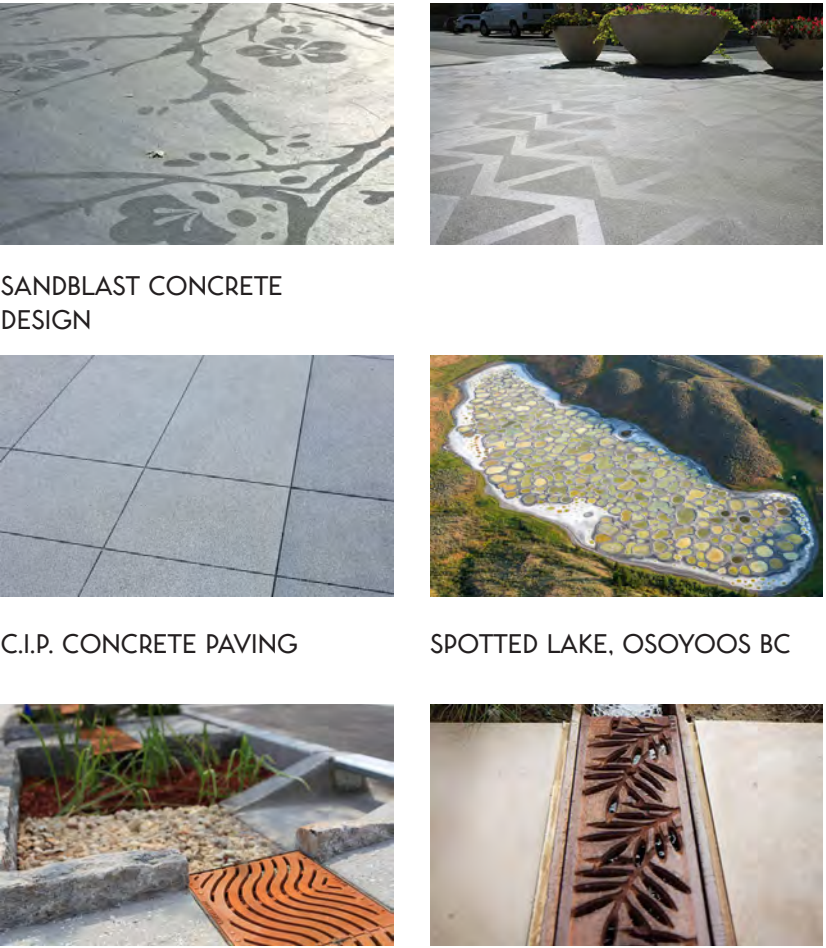 SANDBLAST CONCRETE
DESIGN
C.I.P. CONCRETE PAVING
SPOTTED LAKE, OSOYOOS BC